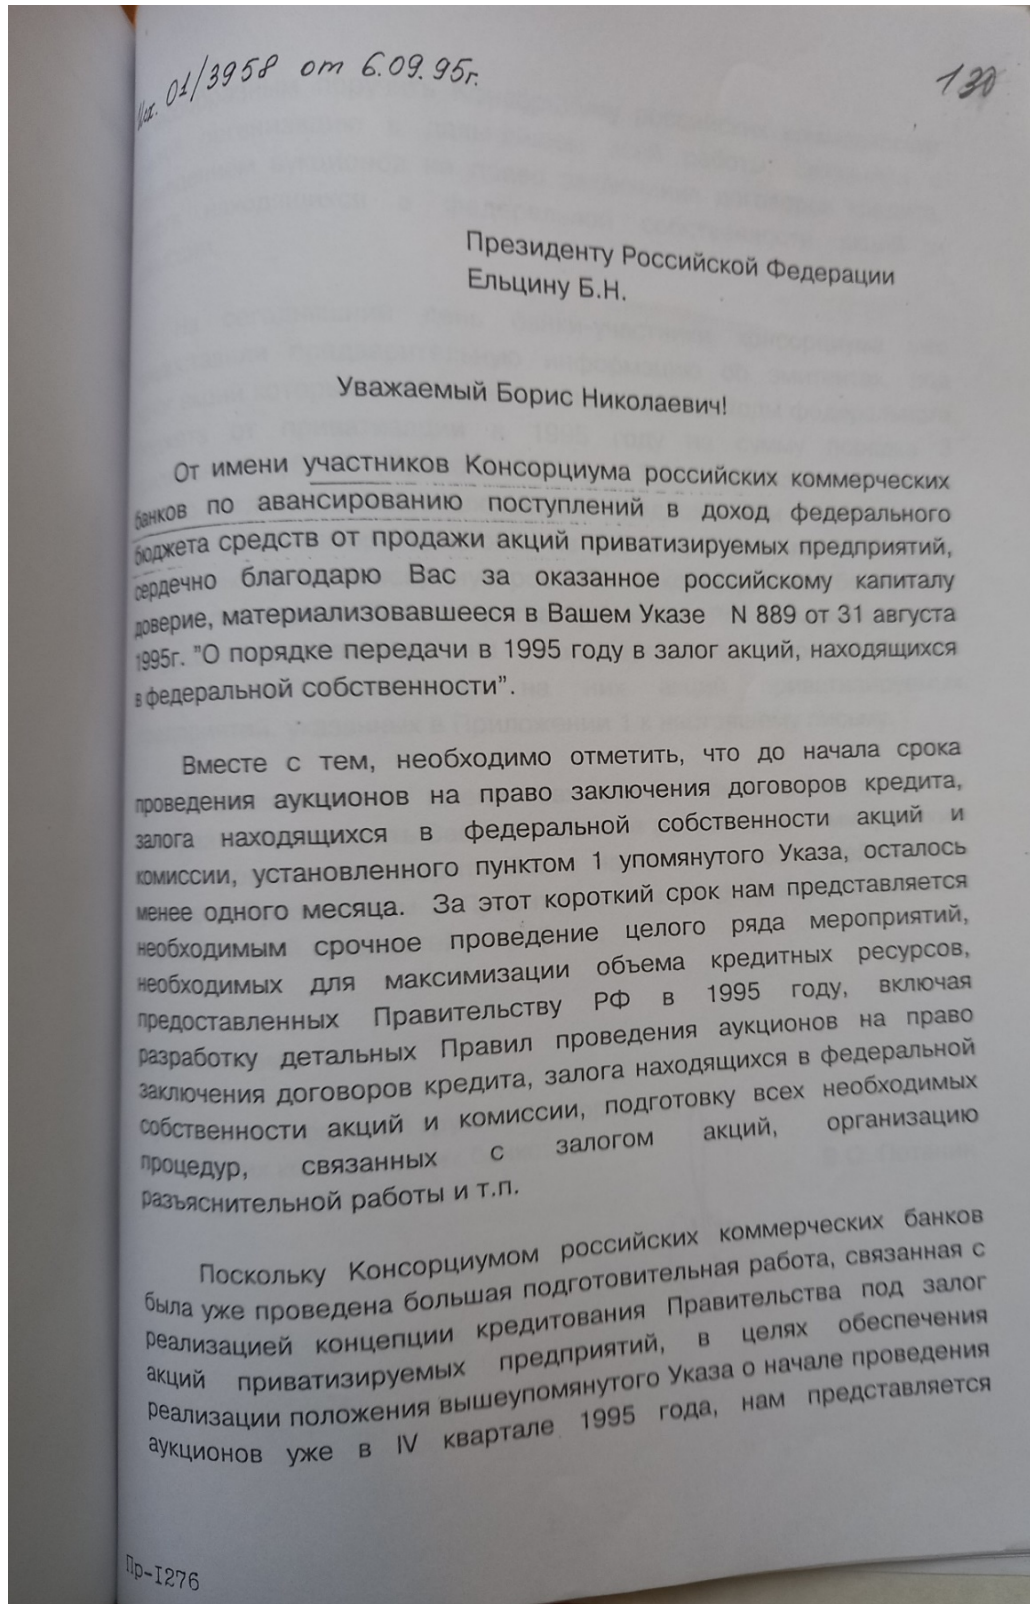 Исх. 01/3958 от 6.09.95г.
130
Президенту Российской Федерации
Ельцину Б.Н.
Уважаемый Борис Николаевич!
От имени участников Консорциума российских коммерческих
банков по авансированию поступлений в доход федерального
бюджета средств от продажи акций приватизируемых предприятий,
сердечно благодарю Вас за оказанное российскому капиталу
доверие, материализовавшееся в Вашем Указе N 889 от 31 августа
1995г. "О порядке передачи в 1995 году в залог акций, находящихся
в федеральной собственности".
Вместе с тем, необходимо отметить, что до начала срока
проведения аукционов на право заключения договоров кредита,
залога находящихся в федеральной собственности акций и
комиссии, установленного пунктом 1 упомянутого Указа, осталось
менее одного месяца. За этот короткий срок нам представляется
необходимым срочное проведение целого ряда мероприятий,
необходимых для максимизации объема кредитных ресурсов,
предоставленных Правительству РФ в 1995 году, включая
разработку детальных Правил проведения аукционов на право
заключения договоров кредита, залога находящихся в федеральной
собственности акций и комиссии, подготовку всех необходимых
процедур, связанных с залогом акций, организацию
разъяснительной работы и т.п.
Поскольку Консорциумом российских коммерческих банков
была уже проведена большая подготовительная работа, связанная с
реализацией концепции кредитования Правительства под залог
акций приватизируемых предприятий, в целях обеспечения
реализации положения вышеупомянутого Указа о начале проведения
аукционов уже в IV квартале 1995 года, нам представляется
Пр-1276